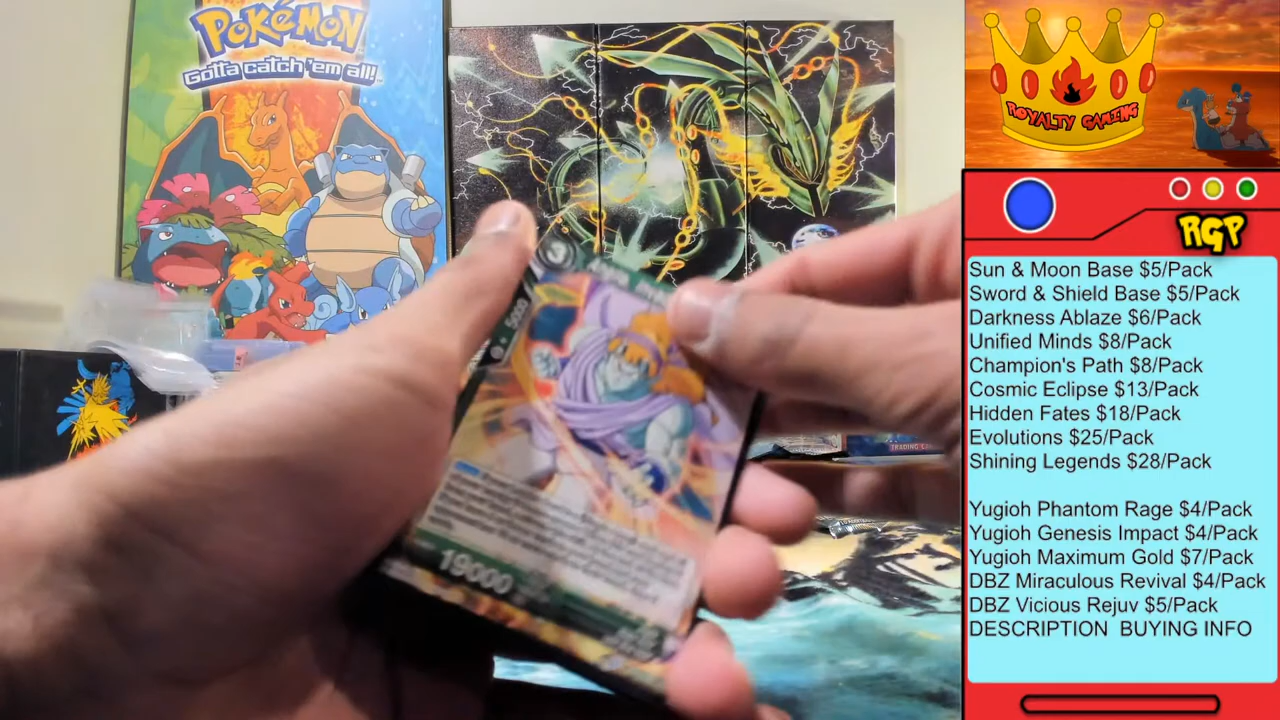 POKéMON
Gotta catch 'em all!
ROYALTY GAMING
RGP
Sun & Moon Base $5/Pack
Sword & Shield Base $5/Pack
Darkness Ablaze $6/Pack
Unified Minds $8/Pack
Champion's Path $8/Pack
Cosmic Eclipse $13/Pack
Hidden Fates $18/Pack
Evolutions $25/Pack
Shining Legends $28/Pack
Yugioh Phantom Rage $4/Pack
Yugioh Genesis Impact $4/Pack
Yugioh Maximum Gold $7/Pack
DBZ Miraculous Revival $4/Pack
DBZ Vicious Rejuv $5/Pack
DESCRIPTION BUYING INFO
5000
19000
TRADING